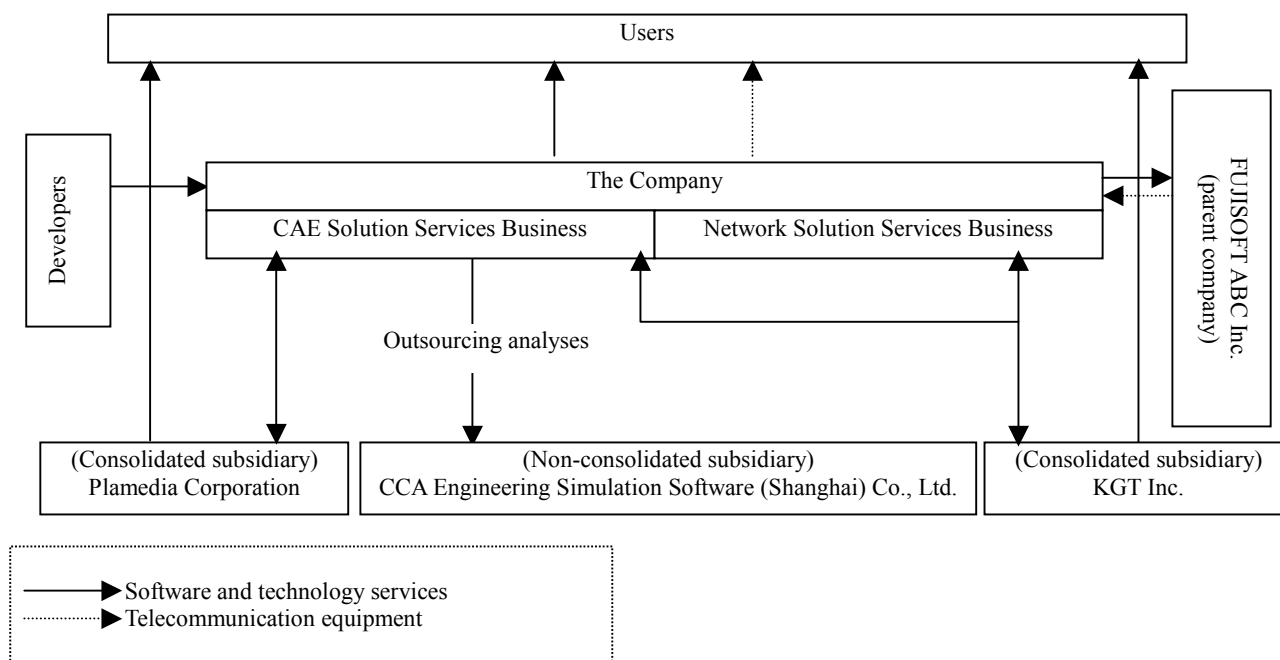 Users
Developers
The Company
CAE Solution Services Business
Network Solution Services Business
FUJISOFT ABC Inc.
(parent company)
Outsourcing analyses
(Consolidated subsidiary)
Plamedia Corporation
(Non-consolidated subsidiary)
CCA Engineering Simulation Software (Shanghai) Co., Ltd.
(Consolidated subsidiary)
KGT Inc.
Software and technology services
Telecommunication equipment